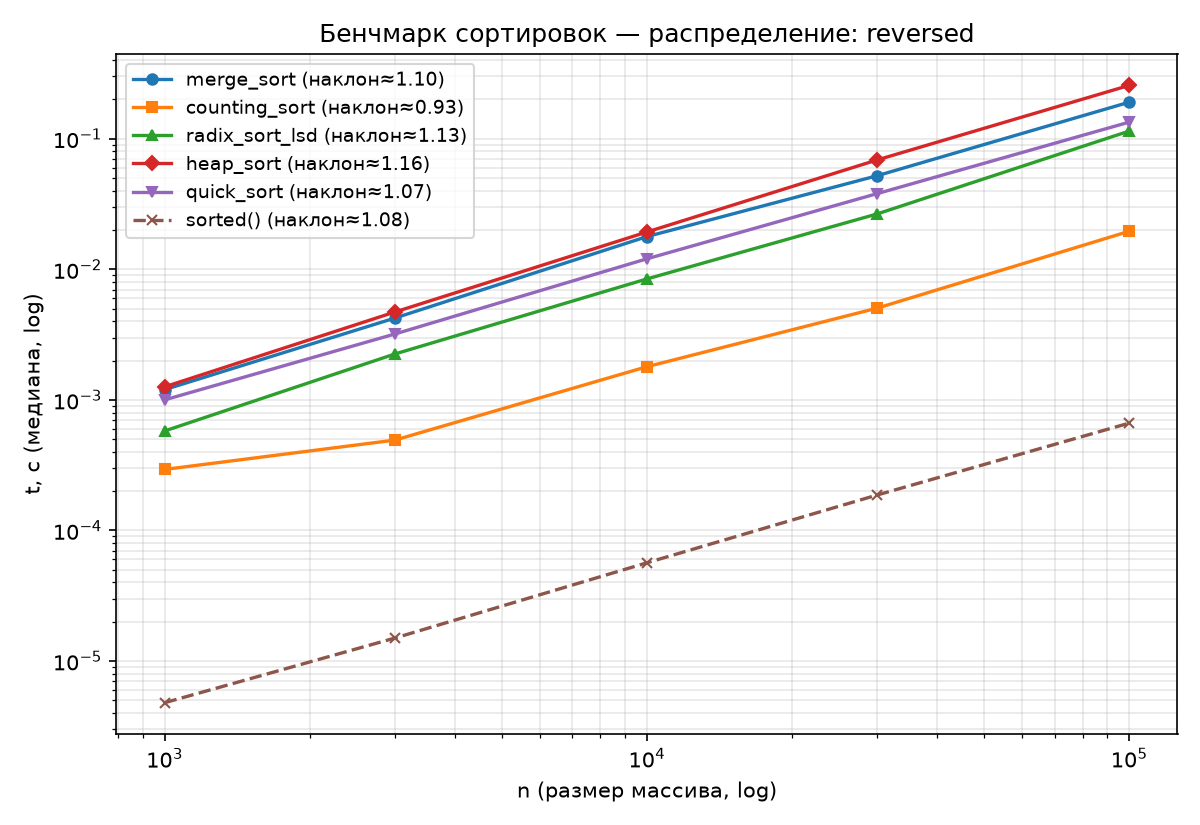 Бенчмарк сортировок — распределение: reversed
merge_sort (наклон≈1.10)
counting_sort (наклон≈0.93)
radix_sort_lsd (наклон≈1.13)
heap_sort (наклон≈1.16)
quick_sort (наклон≈1.07)
sorted() (наклон≈1.08)
t, с (медиана, log)
10⁻¹
10⁻²
10⁻³
10⁻⁴
10⁻⁵
10³ 10⁴ 10⁵
n (размер массива, log)